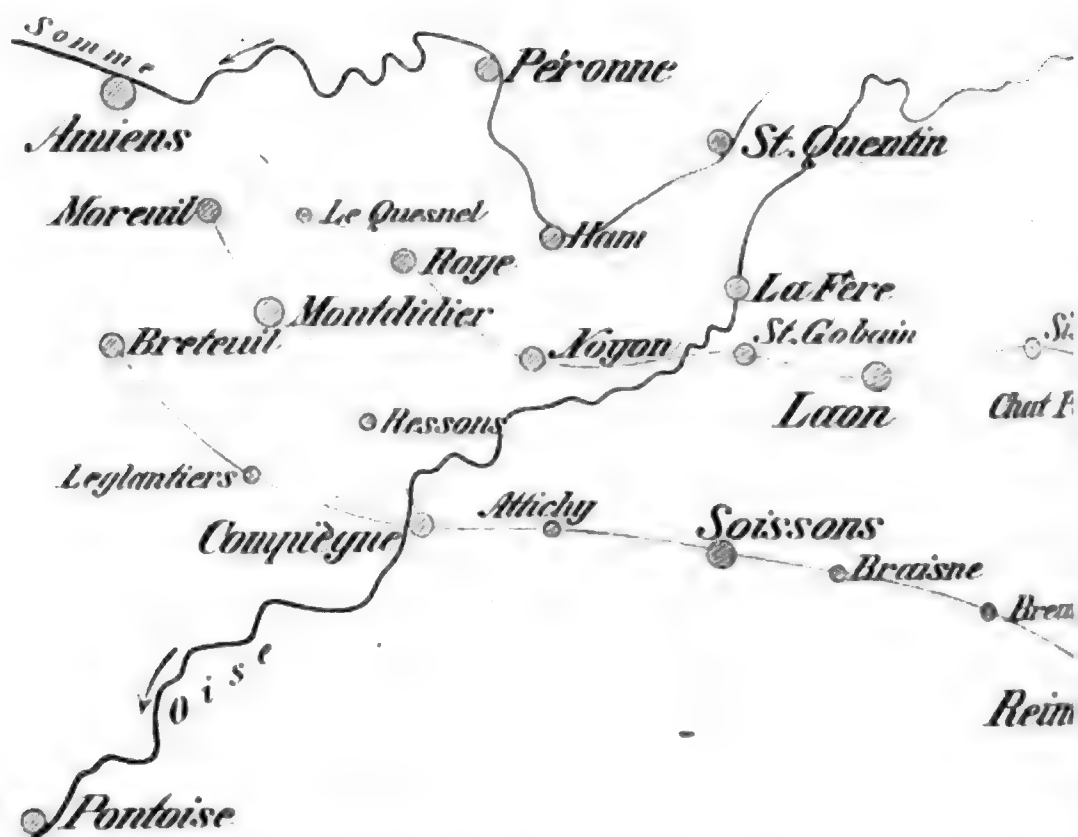 Somme
Péronne
Amiens
St. Quentin
Moreuil
Le Quesnel
Ham
Roye
La Fère
Montdidier
St. Gobain
Breteuil
Noyon
Laon
Ressons
Leglantiers
Attichy
Compiègne
Soissons
Braisne
Oise
Pontoise